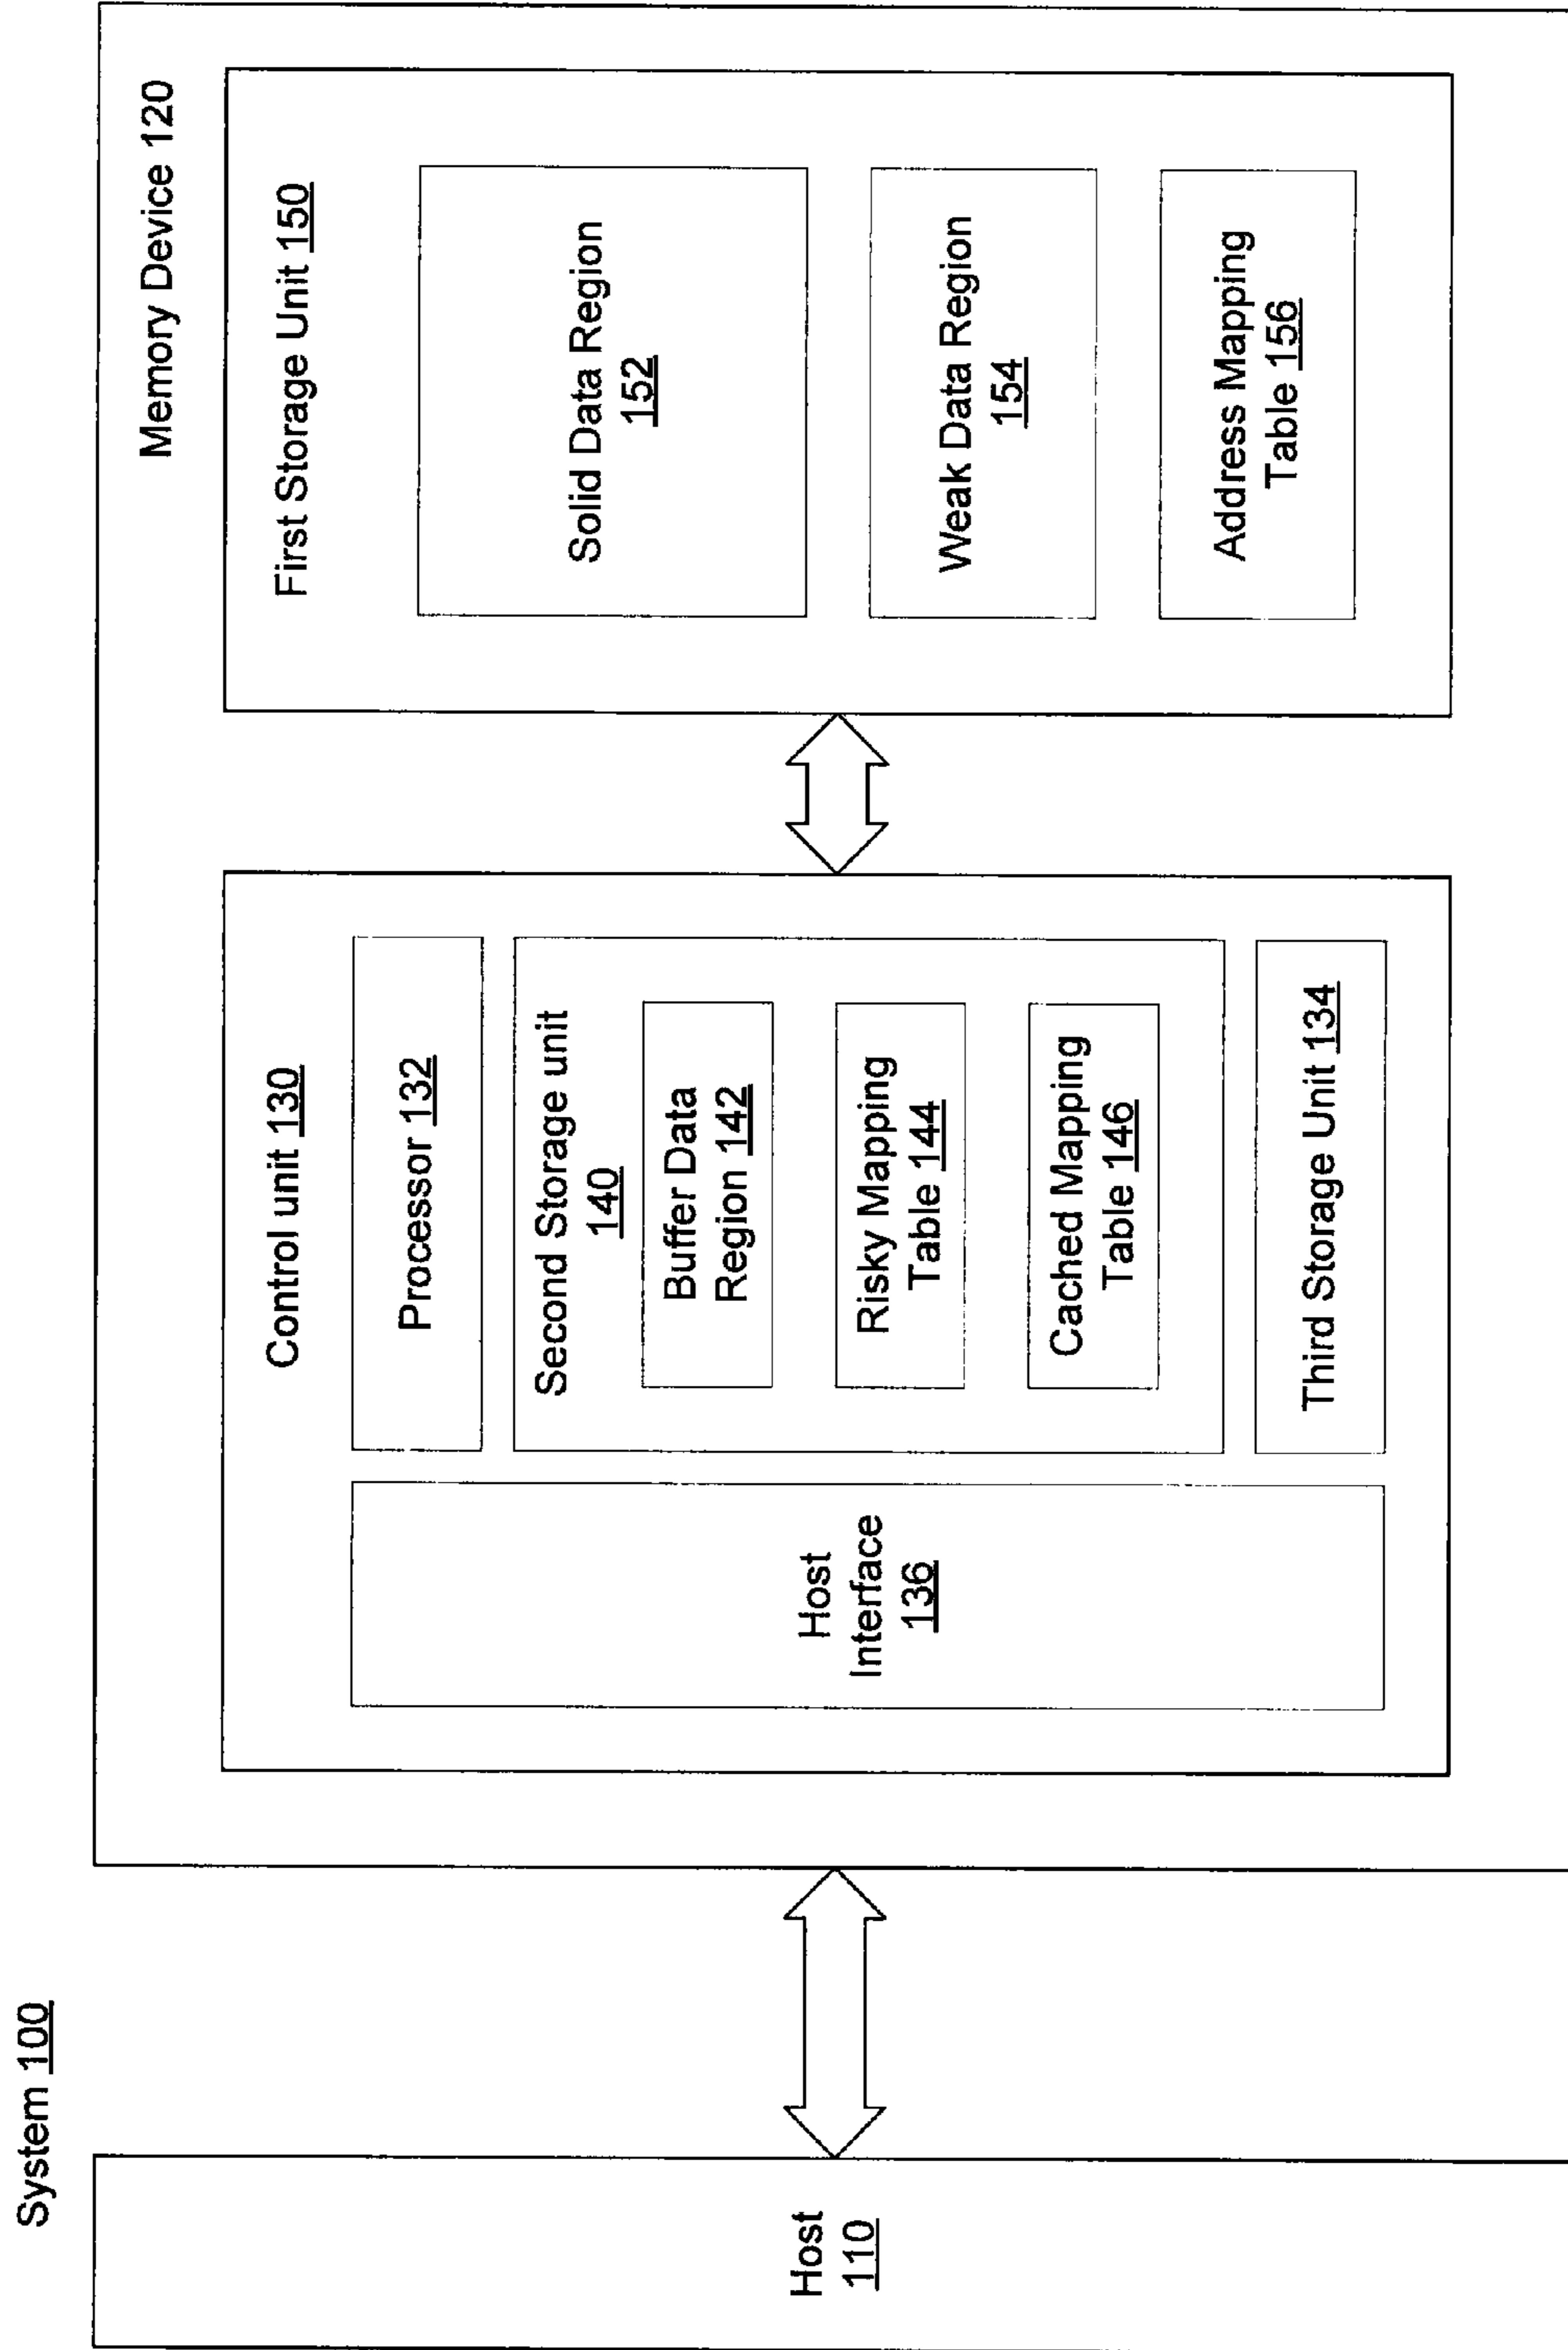 System 100
Host
110
Memory Device 120
Control unit 130
Host
Interface
136
Processor 132
Second Storage unit
140
Buffer Data
Region 142
Risky Mapping
Table 144
Cached Mapping
Table 146
Third Storage Unit 134
First Storage Unit 150
Solid Data Region
152
Weak Data Region
154
Address Mapping
Table 156